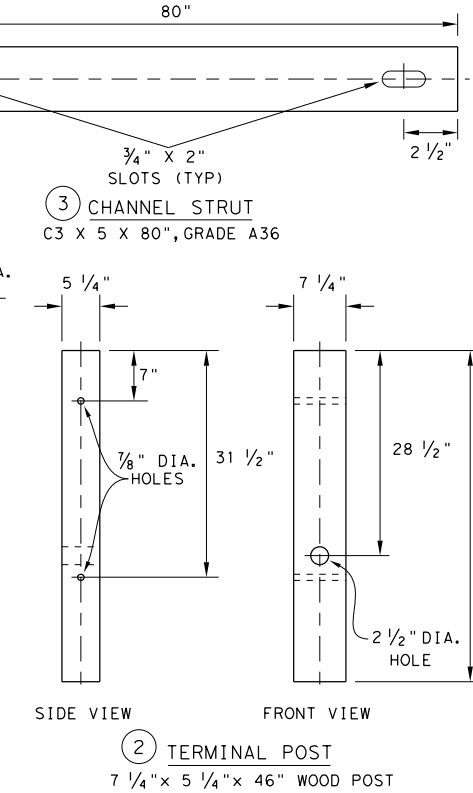 80"
¾" X 2"
SLOTS (TYP)
2 ½"
3 CHANNEL STRUT
C3 X 5 X 80", GRADE A36
A.
5 ¼"
7 ¼"
7"
⅞" DIA.
HOLES
31 ½"
28 ½"
2 ½" DIA.
HOLE
SIDE VIEW
FRONT VIEW
2 TERMINAL POST
7 ¼" x 5 ¼" x 46" WOOD POST